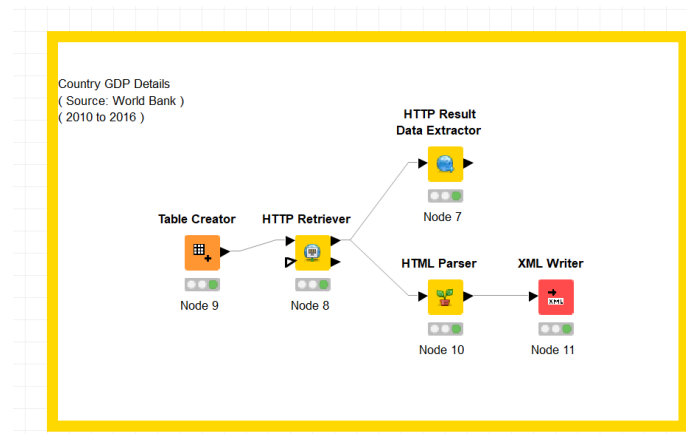 Country GDP Details
( Source: World Bank )
( 2010 to 2016 )
HTTP Result
Data Extractor
Node 7
Table Creator
HTTP Retriever
Node 9
Node 8
HTML Parser
XML Writer
XML
Node 10
Node 11